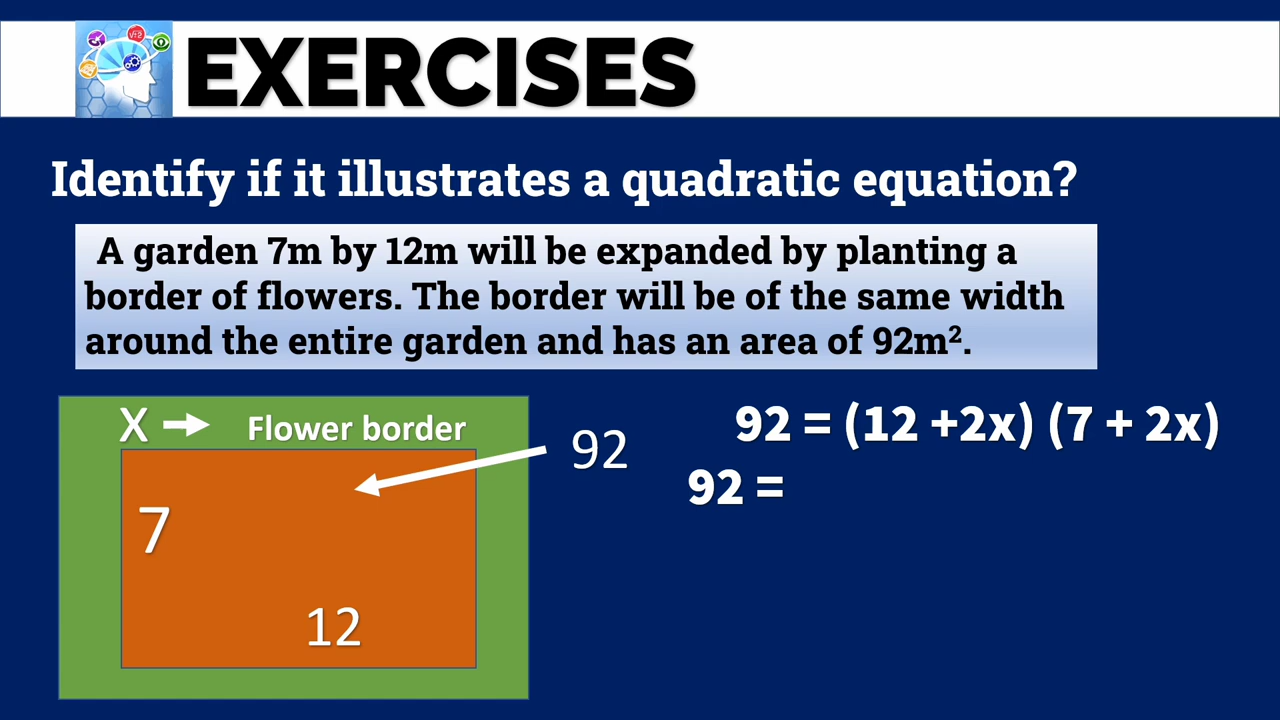 EXERCISES
Identify if it illustrates a quadratic equation?
A garden 7m by 12m will be expanded by planting a
border of flowers. The border will be of the same width
around the entire garden and has an area of 92m².
X Flower border
92
7
12
92 = (12 +2x) (7 + 2x)
92 =